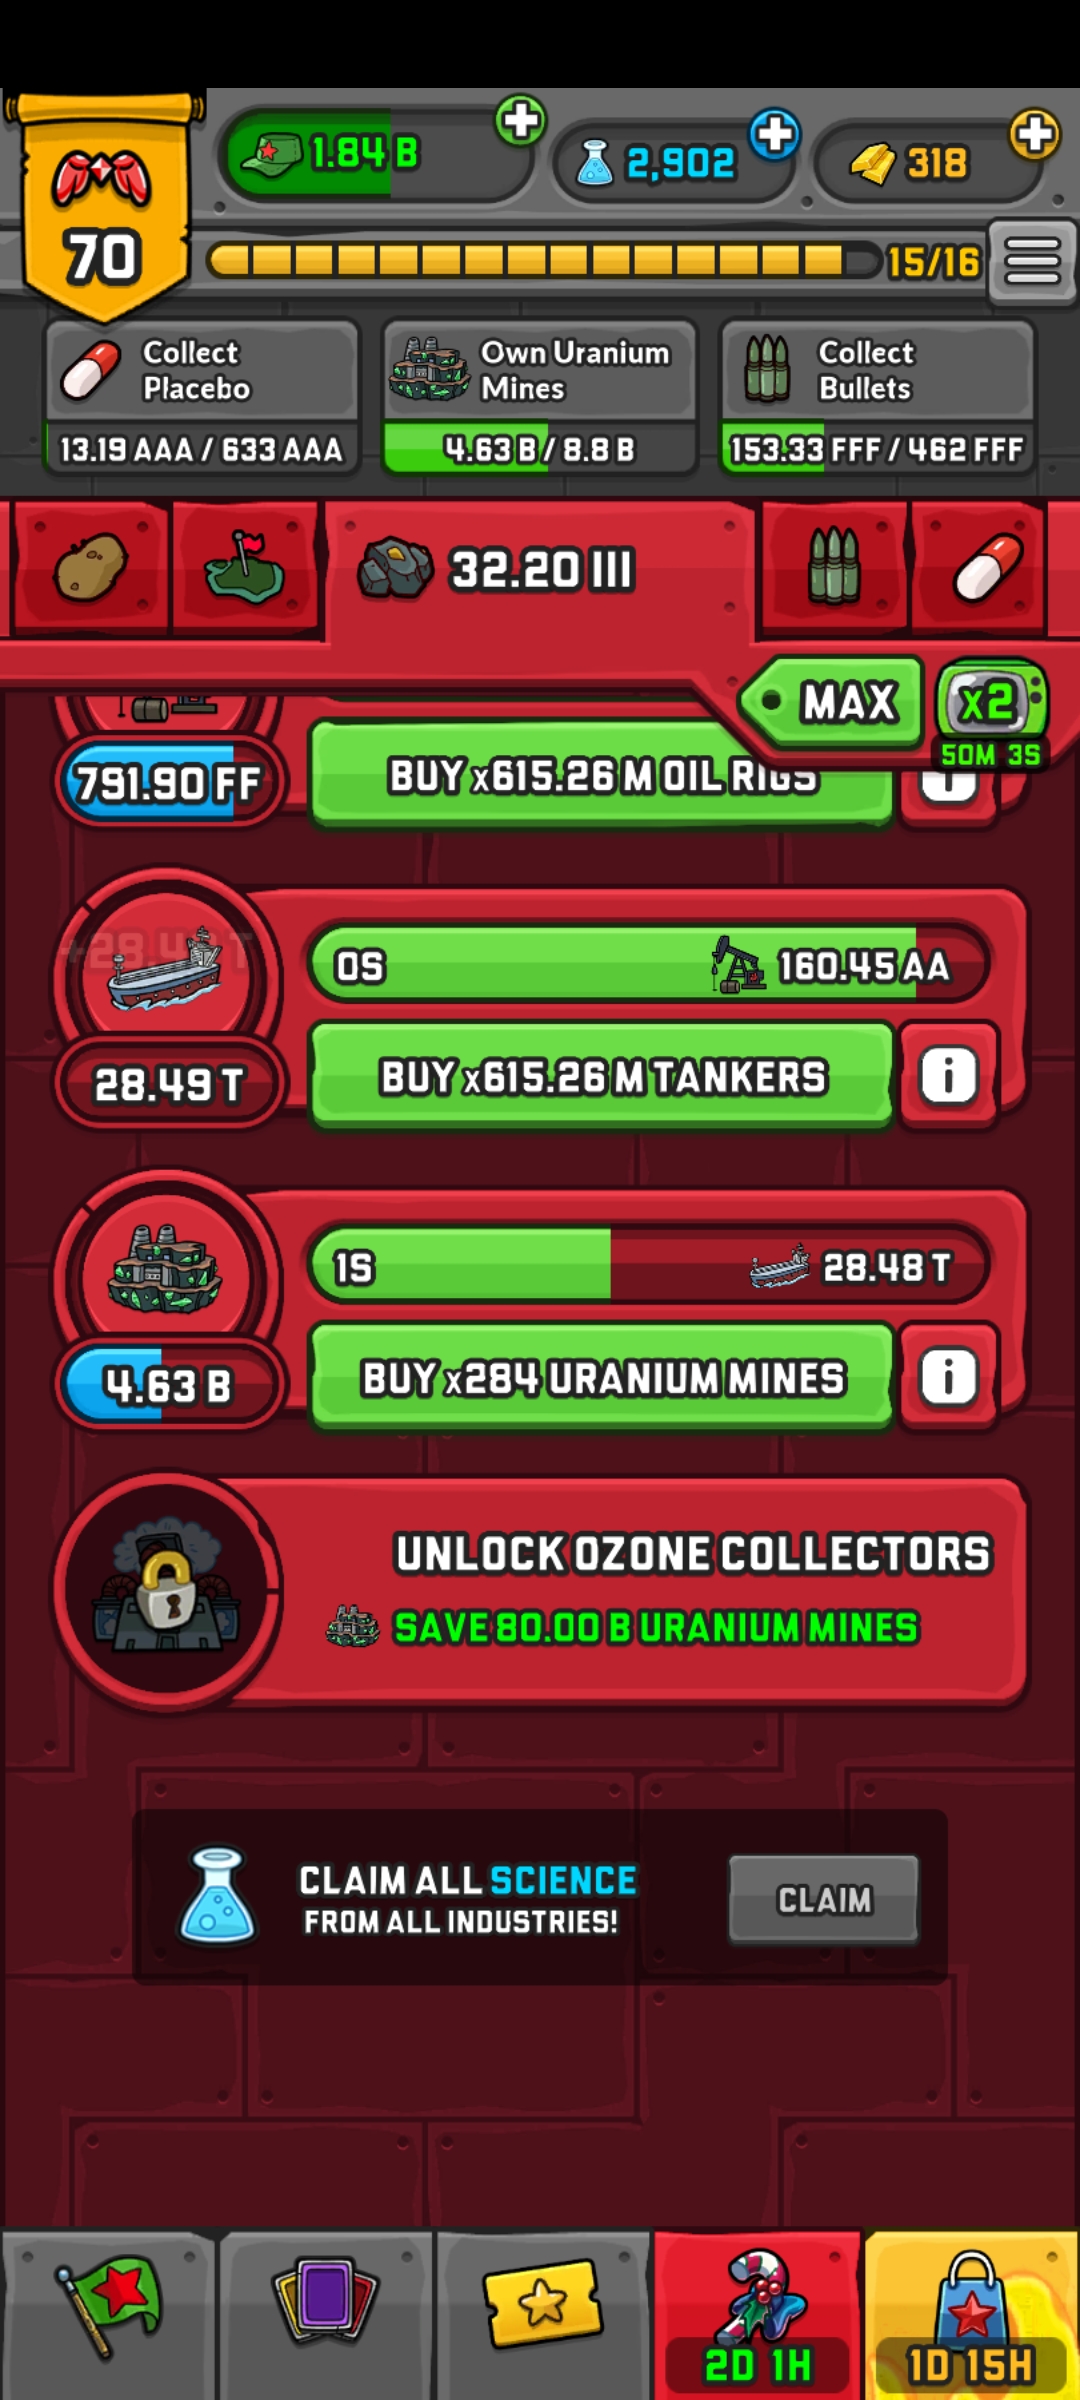 1.84 B
2,902
318
70
15/16
Collect
Placebo
13.19 AAA / 633 AAA
Own Uranium
Mines
4.63 B / 8.8 B
Collect
Bullets
153.33 FFF / 462 FFF
32.20 III
MAX
x2
50M 3S
791.90 FF
BUY x615.26 M OIL RIGS
+28.49 T
0S
160.45 AA
28.49 T
BUY x615.26 M TANKERS
i
1S
28.48 T
4.63 B
BUY x284 URANIUM MINES
i
UNLOCK OZONE COLLECTORS
SAVE 80.00 B URANIUM MINES
CLAIM ALL SCIENCE
FROM ALL INDUSTRIES!
CLAIM
2D 1H
1D 15H